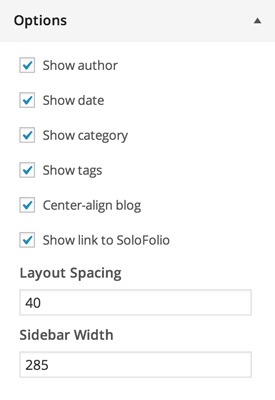 Options
Show author
Show date
Show category
Show tags
Center-align blog
Show link to SoloFolio
Layout Spacing
40
Sidebar Width
285